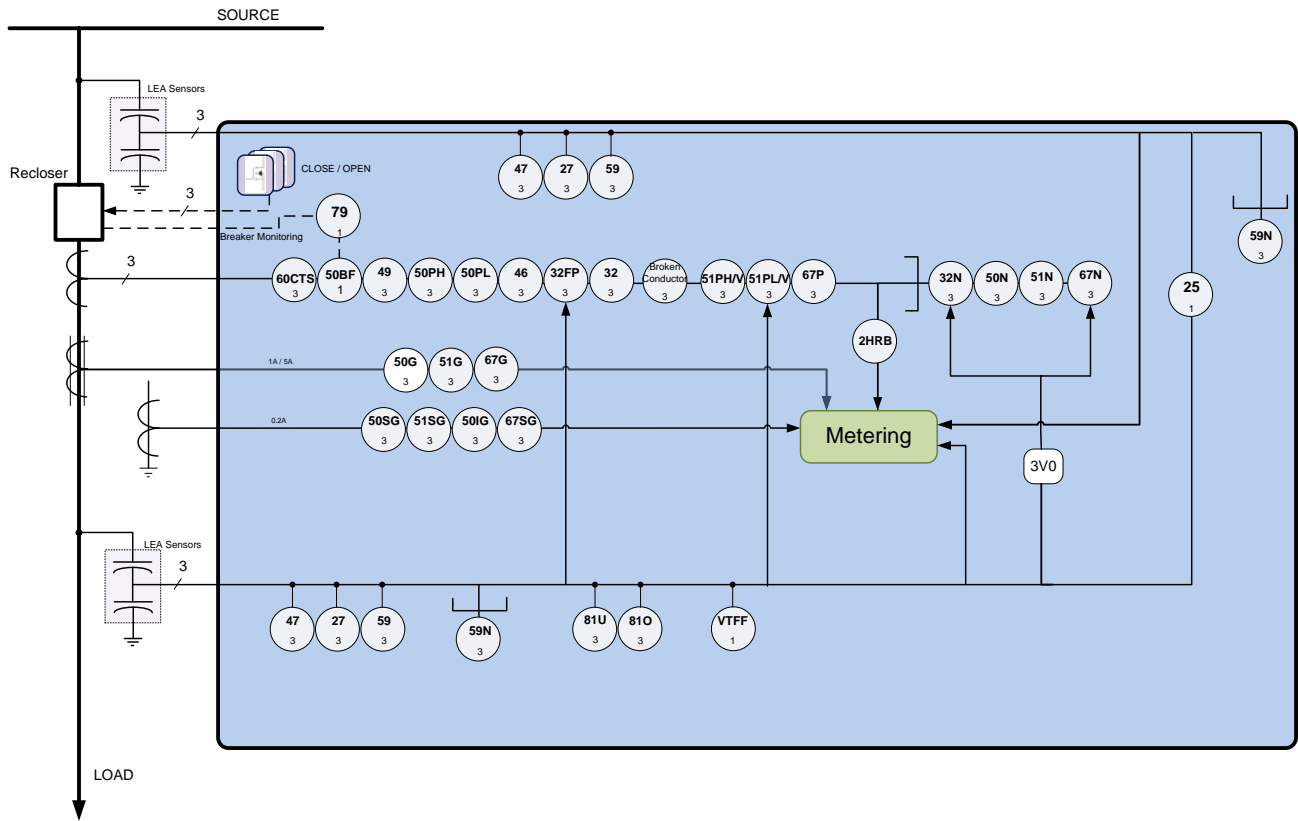 SOURCE
LEA Sensors
3
Recloser
CLOSE / OPEN
47
3
27
3
59
3
59N
3
3
79
1
Breaker Monitoring
3
60CTS
3
50BF
1
49
3
50PH
3
50PL
3
46
3
32FP
3
32
3
Broken
Conductor
3
51PH/V
3
51PL/V
3
67P
3
32N
3
50N
3
51N
3
67N
3
25
1
2HRB
1A / 5A
50G
3
51G
3
67G
3
0.2A
50SG
3
51SG
3
50IG
3
67SG
3
Metering
3V0
LEA Sensors
3
47
3
27
3
59
3
59N
3
81U
3
81O
3
VTFF
1
LOAD